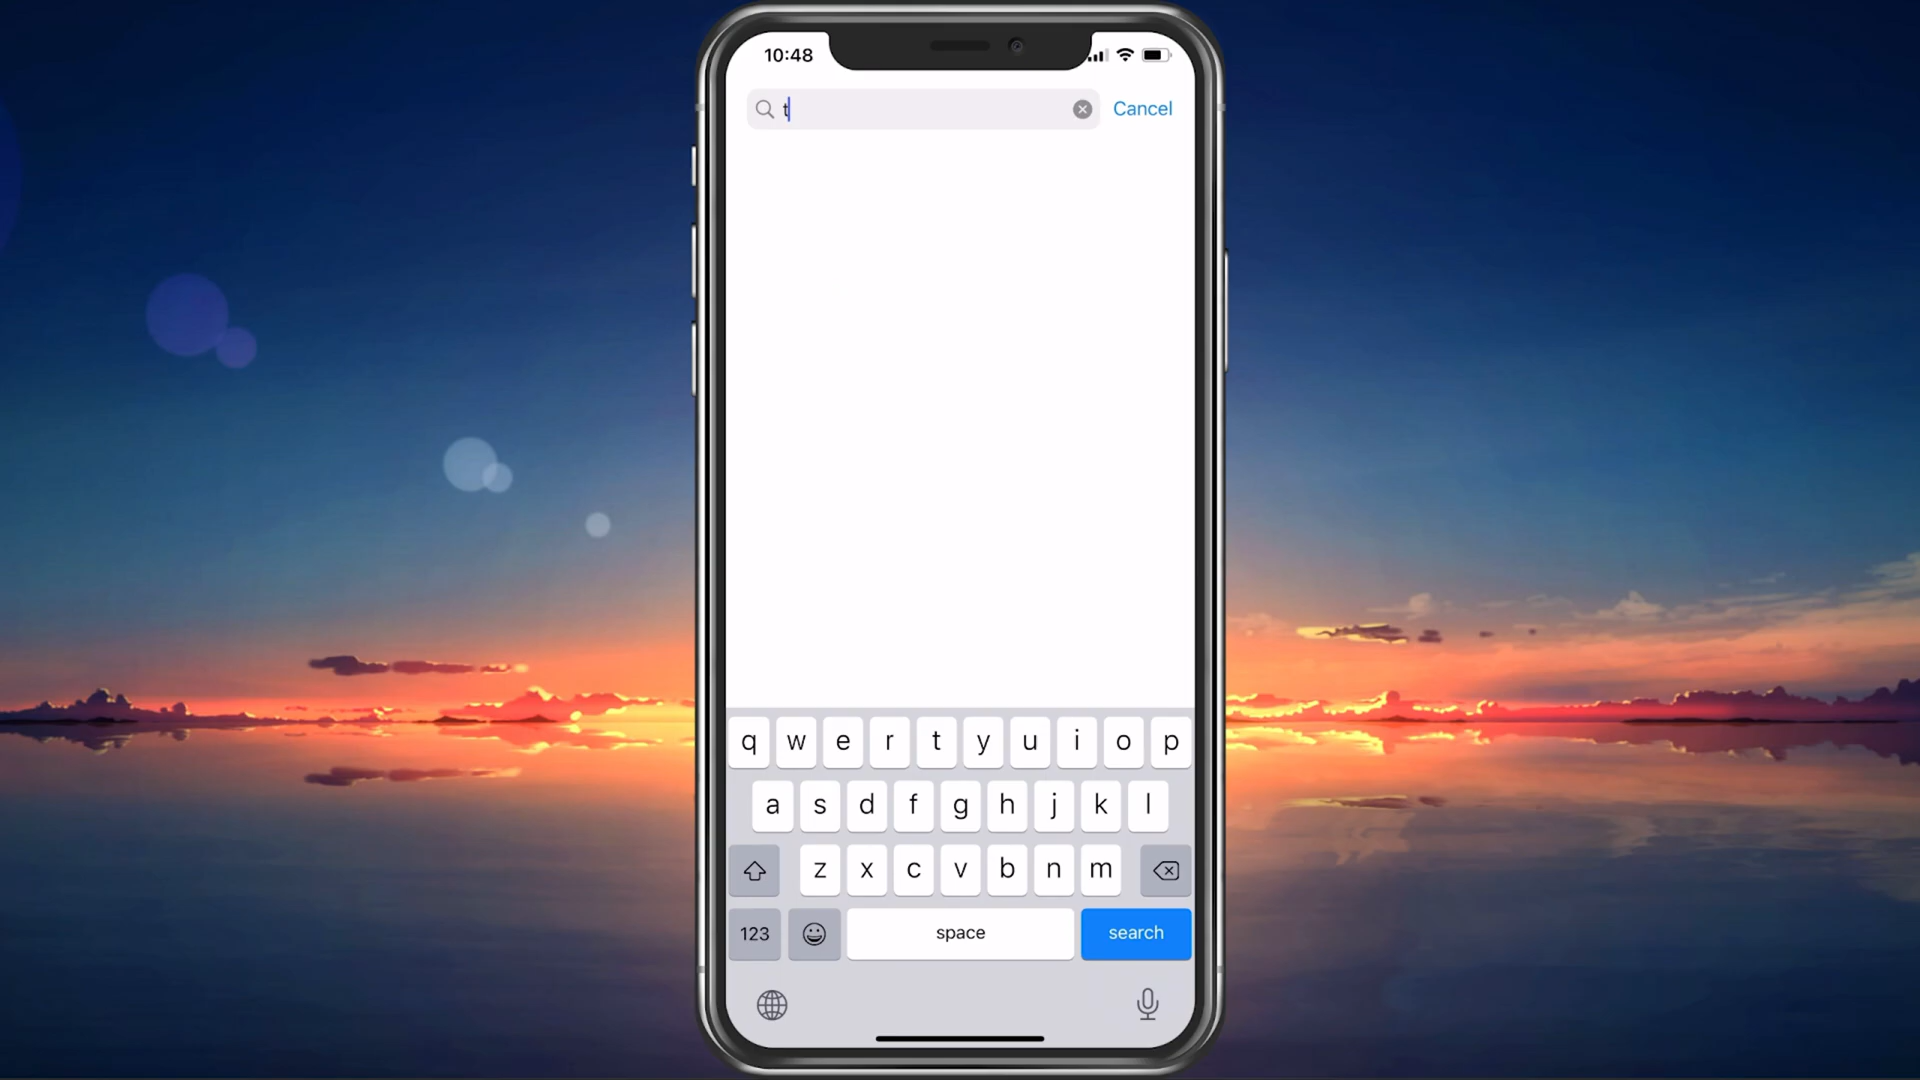 10:48
t
Cancel
q w e r t y u i o p
a s d f g h j k l
z x c v b n m
123 space search